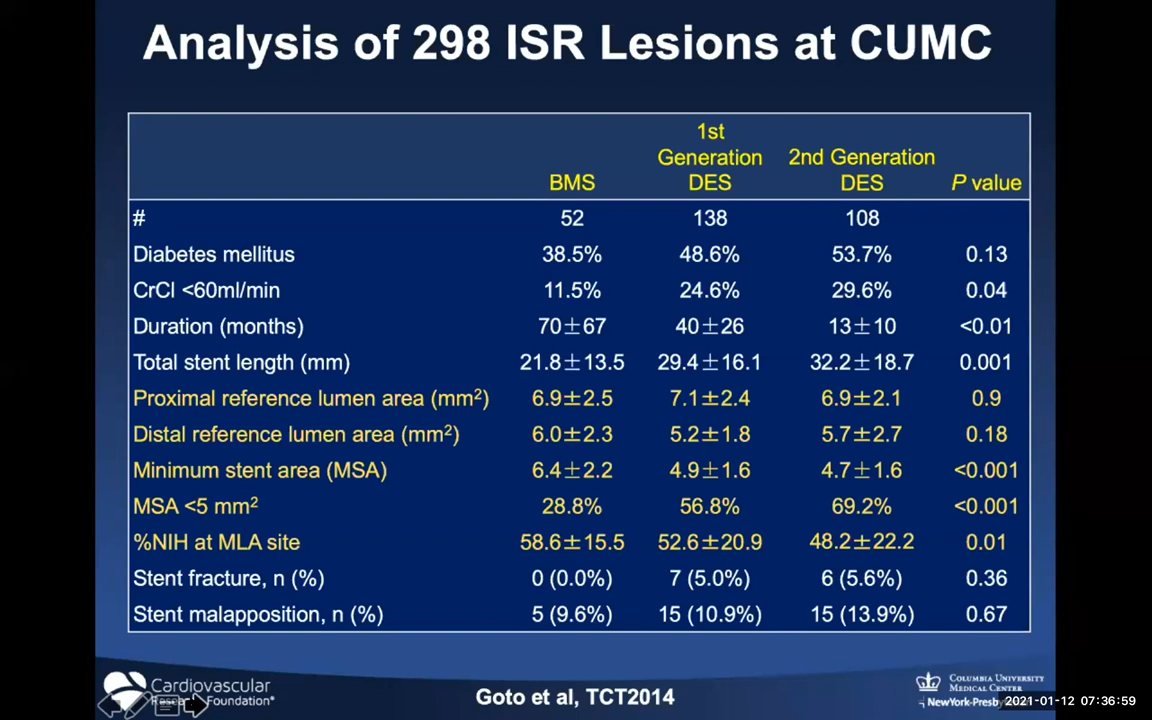 Analysis of 298 ISR Lesions at CUMC
BMS 1st Generation DES 2nd Generation DES P value
# 52 138 108
Diabetes mellitus 38.5% 48.6% 53.7% 0.13
CrCl <60ml/min 11.5% 24.6% 29.6% 0.04
Duration (months) 70±67 40±26 13±10 <0.01
Total stent length (mm) 21.8±13.5 29.4±16.1 32.2±18.7 0.001
Proximal reference lumen area (mm²) 6.9±2.5 7.1±2.4 6.9±2.1 0.9
Distal reference lumen area (mm²) 6.0±2.3 5.2±1.8 5.7±2.7 0.18
Minimum stent area (MSA) 6.4±2.2 4.9±1.6 4.7±1.6 <0.001
MSA <5 mm² 28.8% 56.8% 69.2% <0.001
%NIH at MLA site 58.6±15.5 52.6±20.9 48.2±22.2 0.01
Stent fracture, n (%) 0 (0.0%) 7 (5.0%) 6 (5.6%) 0.36
Stent malapposition, n (%) 5 (9.6%) 15 (10.9%) 15 (13.9%) 0.67
Cardiovascular
Foundation
Goto et al, TCT2014
COLUMBIA UNIVERSITY
MEDICAL CENTER
2021-01-12 07:36:59